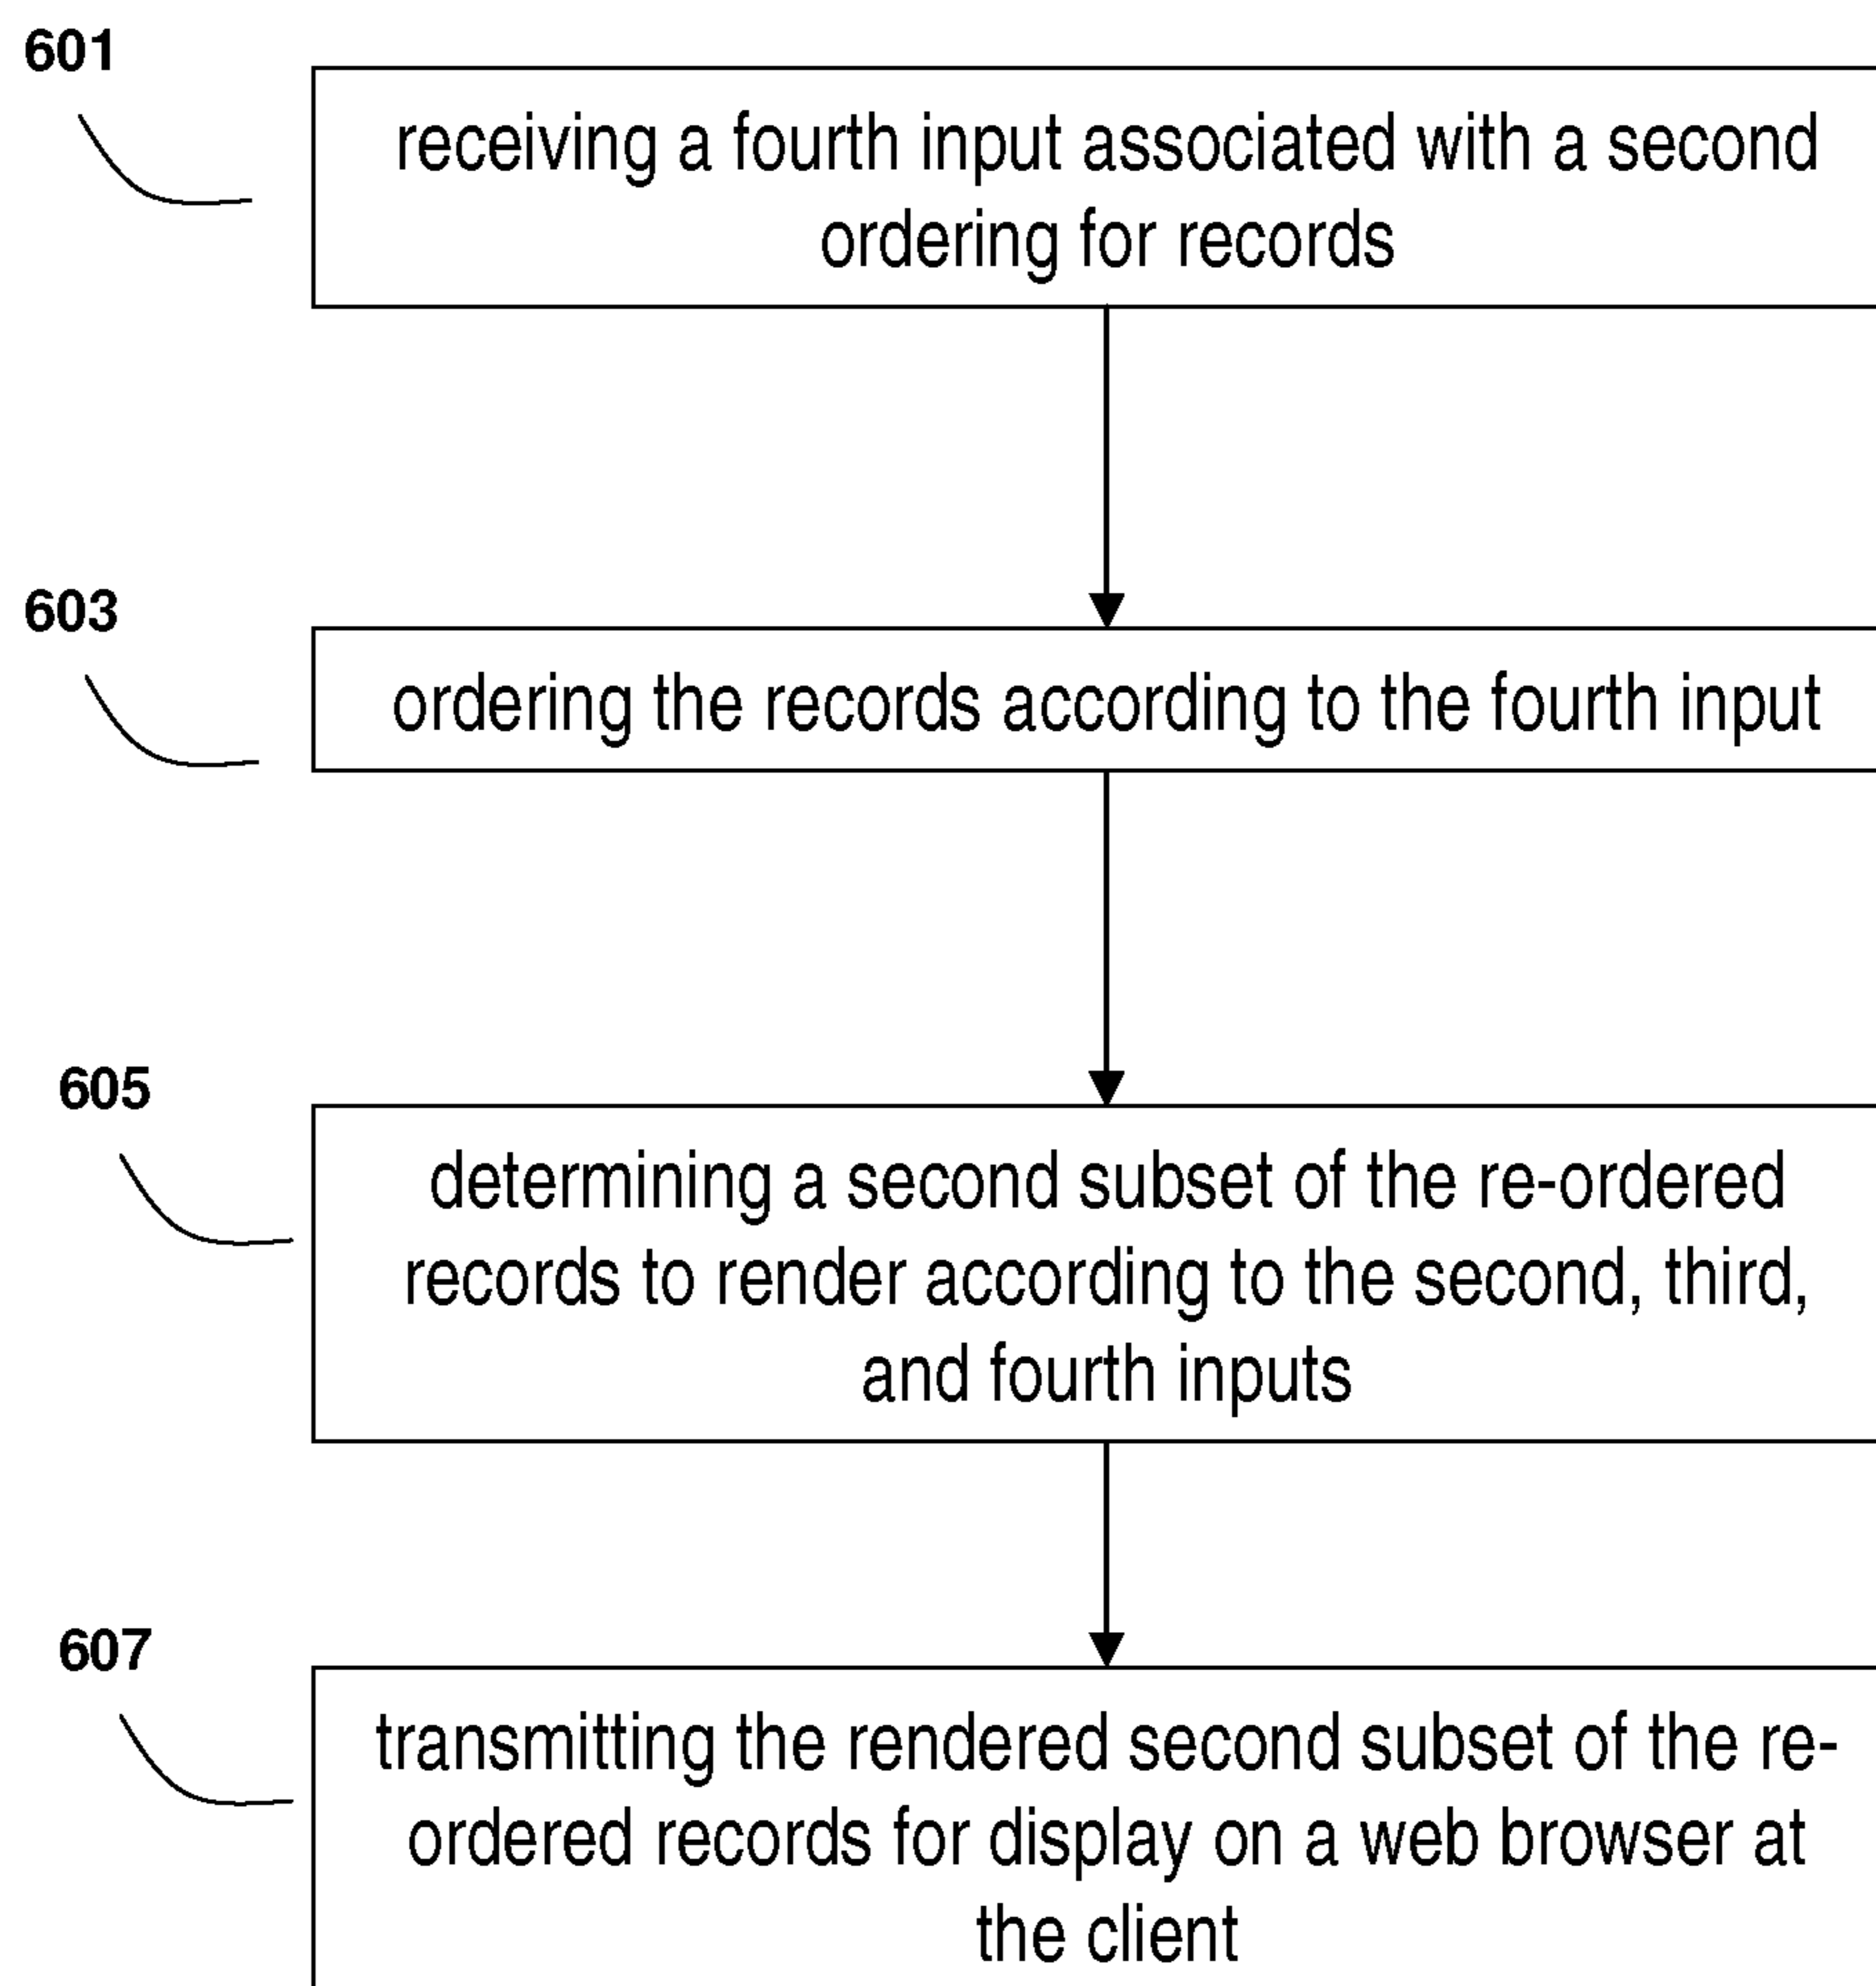 601
receiving a fourth input associated with a second
ordering for records
603
ordering the records according to the fourth input
605
determining a second subset of the re-ordered
records to render according to the second, third,
and fourth inputs
607
transmitting the rendered second subset of the re-
ordered records for display on a web browser at
the client